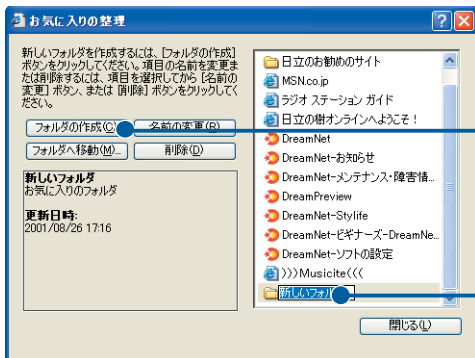 お気に入りの整理
新しいフォルダを作成するには、[フォルダの作成]
ボタンをクリックしてください。項目の名前を変更ま
たは削除するには、項目を選択してから [名前の
変更] ボタン、または [削除] ボタンをクリックしてく
ださい。
フォルダの作成(C) 名前の変更(R)
フォルダへ移動(M)... 削除(D)
新しいフォルダ
お気に入りのフォルダ
更新日時:
2001/08/26 17:16
日立のお勧めのサイト
MSN.co.jp
ラジオ ステーション ガイド
日立の樹オンラインへようこそ!
DreamNet
DreamNet-お知らせ
DreamNet-メンテナンス・障害情...
DreamPreview
DreamNet-Stylife
DreamNet-ビギナーズ-DreamNe...
DreamNet-ソフトの設定
)))Musicite(((
新しいフォル
閉じる(L)